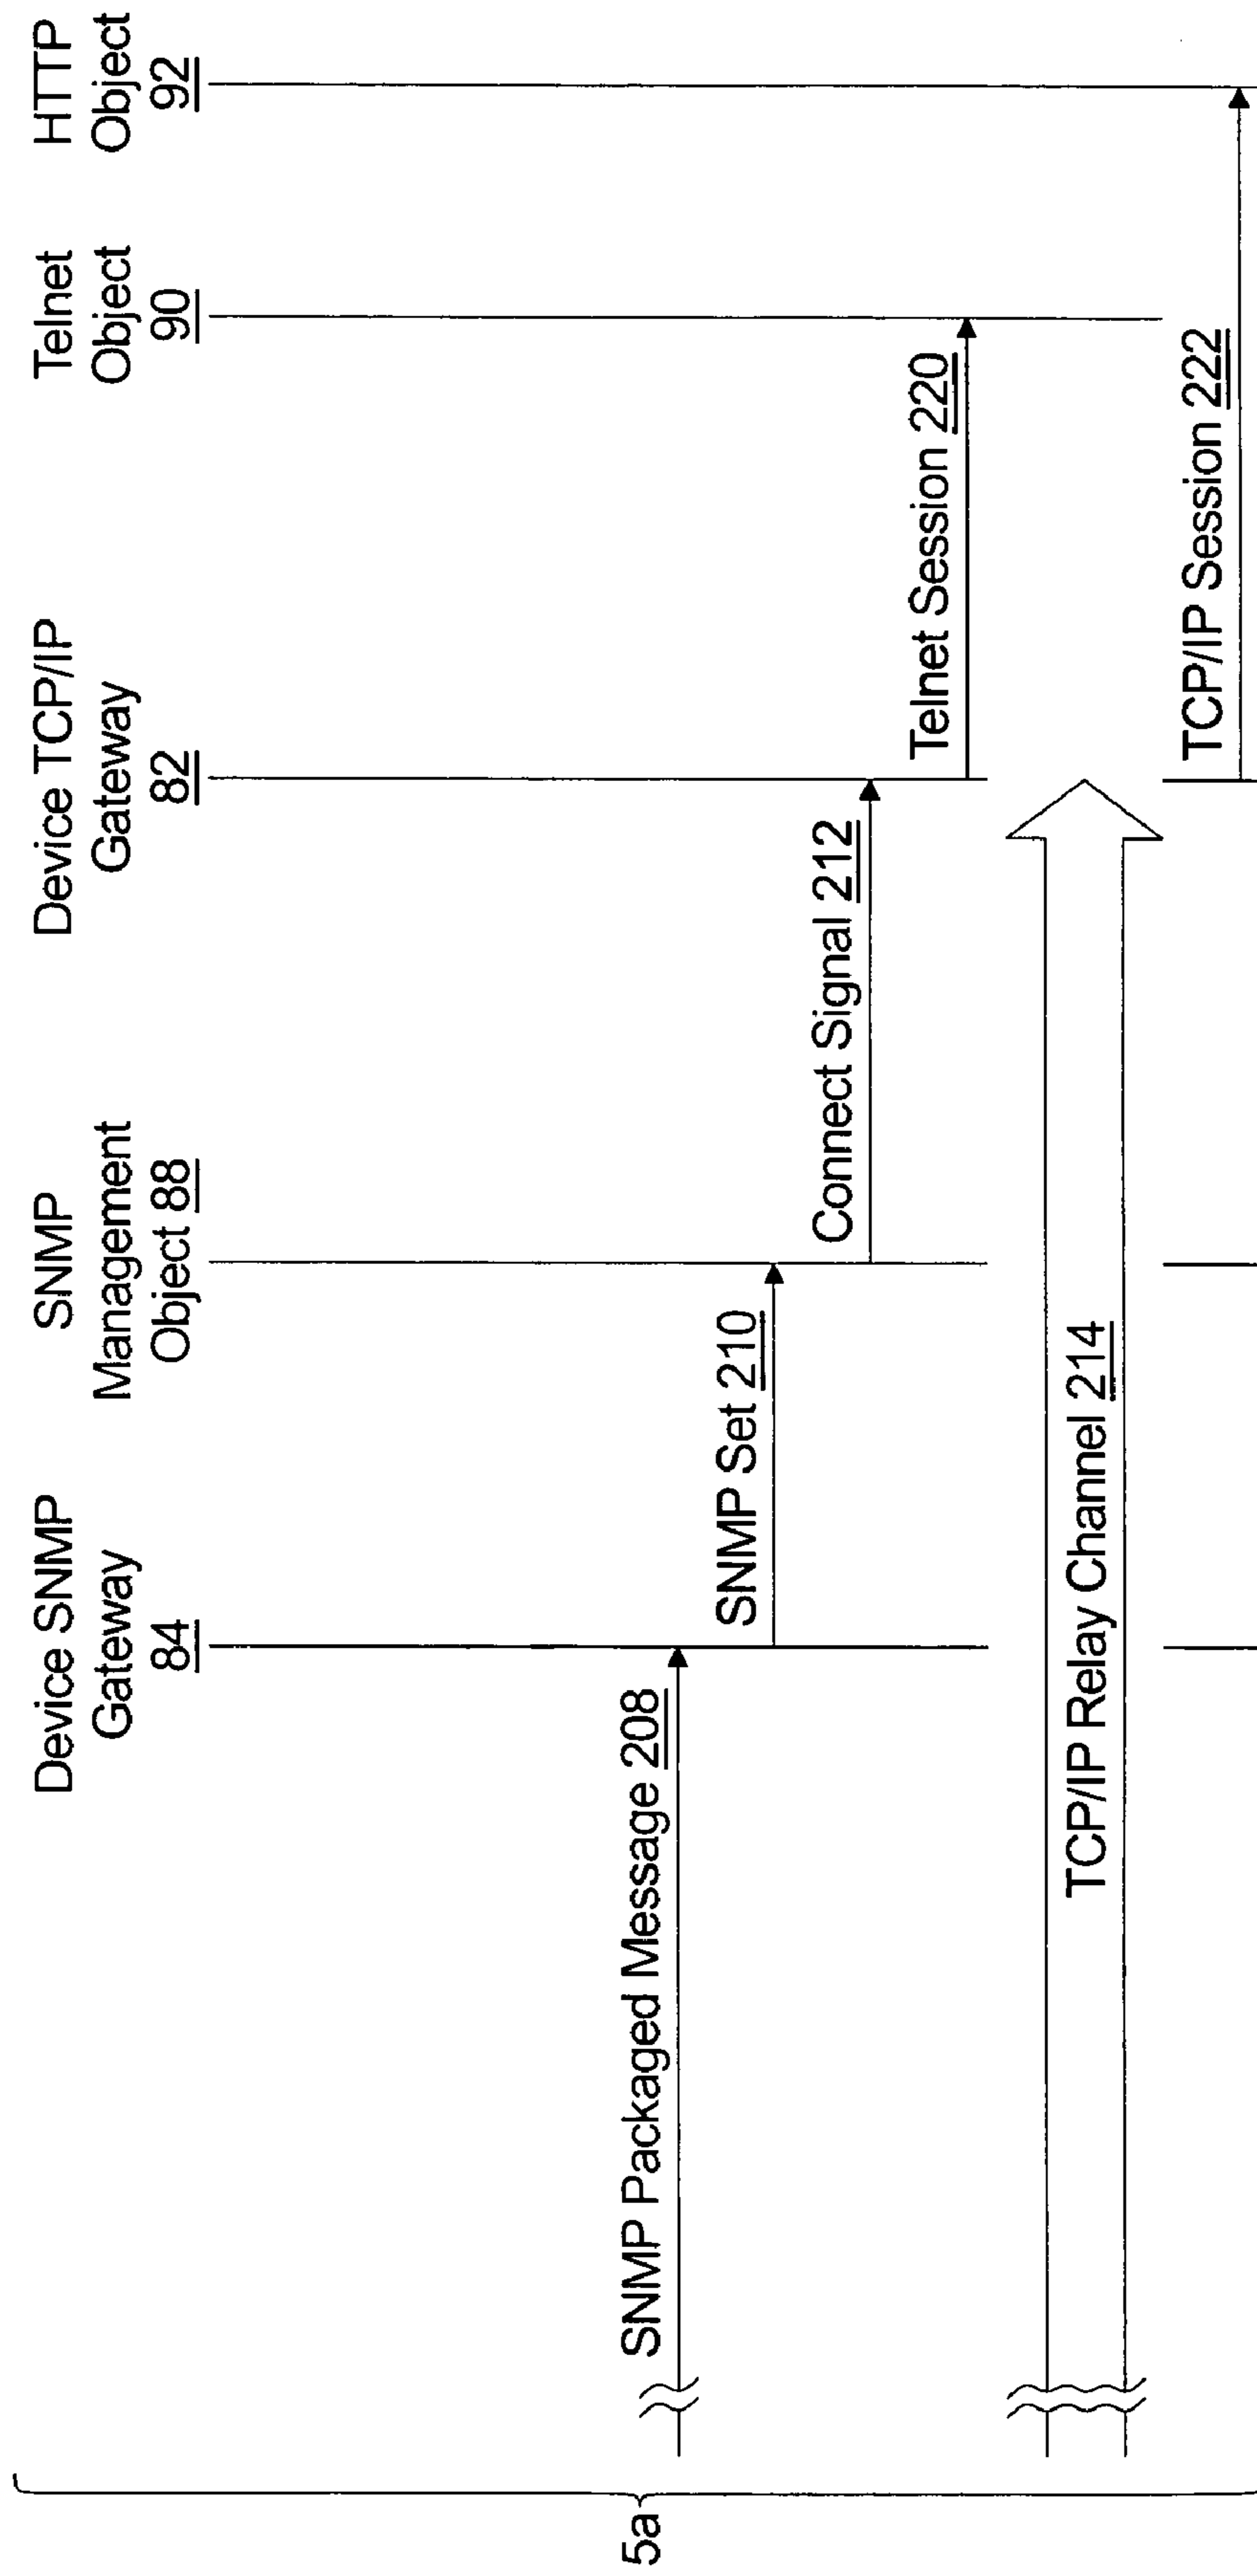 Device SNMP
Gateway
84
SNMP
Management
Object 88
Device TCP/IP
Gateway
82
Telnet
Object
90
HTTP
Object
92
SNMP Packaged Message 208
SNMP Set 210
Connect Signal 212
Telnet Session 220
TCP/IP Relay Channel 214
TCP/IP Session 222
5a